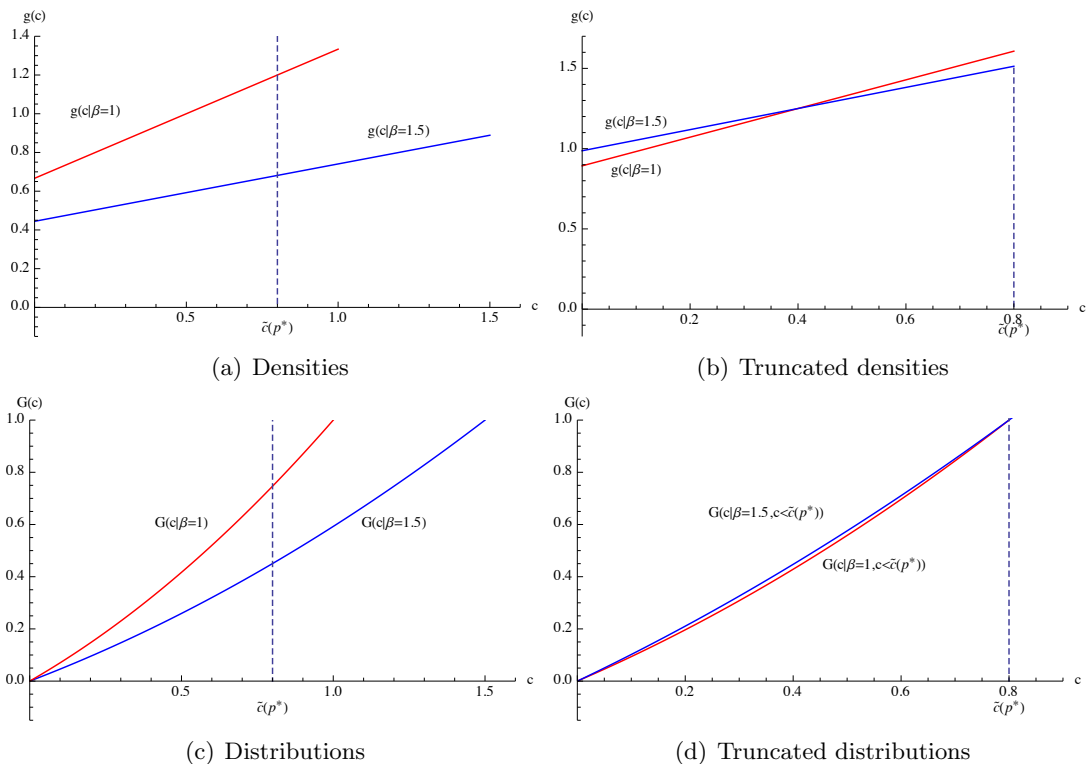 g(c)
1.4
1.2
1.0
0.8
0.6
0.4
0.2
0.0
g(c|β=1)
g(c|β=1.5)
0.5
1.0
1.5
c
c̃(p*)
(a) Densities
g(c)
1.5
1.0
0.5
0.0
g(c|β=1.5)
g(c|β=1)
0.2
0.4
0.6
0.8
c
c̃(p*)
(b) Truncated densities
G(c)
1.0
0.8
0.6
0.4
0.2
0.0
G(c|β=1)
G(c|β=1.5)
0.5
1.0
1.5
c
c̃(p*)
(c) Distributions
G(c)
1.0
0.8
0.6
0.4
0.2
0.0
G(c|β=1.5,c<c̃(p*))
G(c|β=1,c<c̃(p*))
0.2
0.4
0.6
0.8
c
c̃(p*)
(d) Truncated distributions